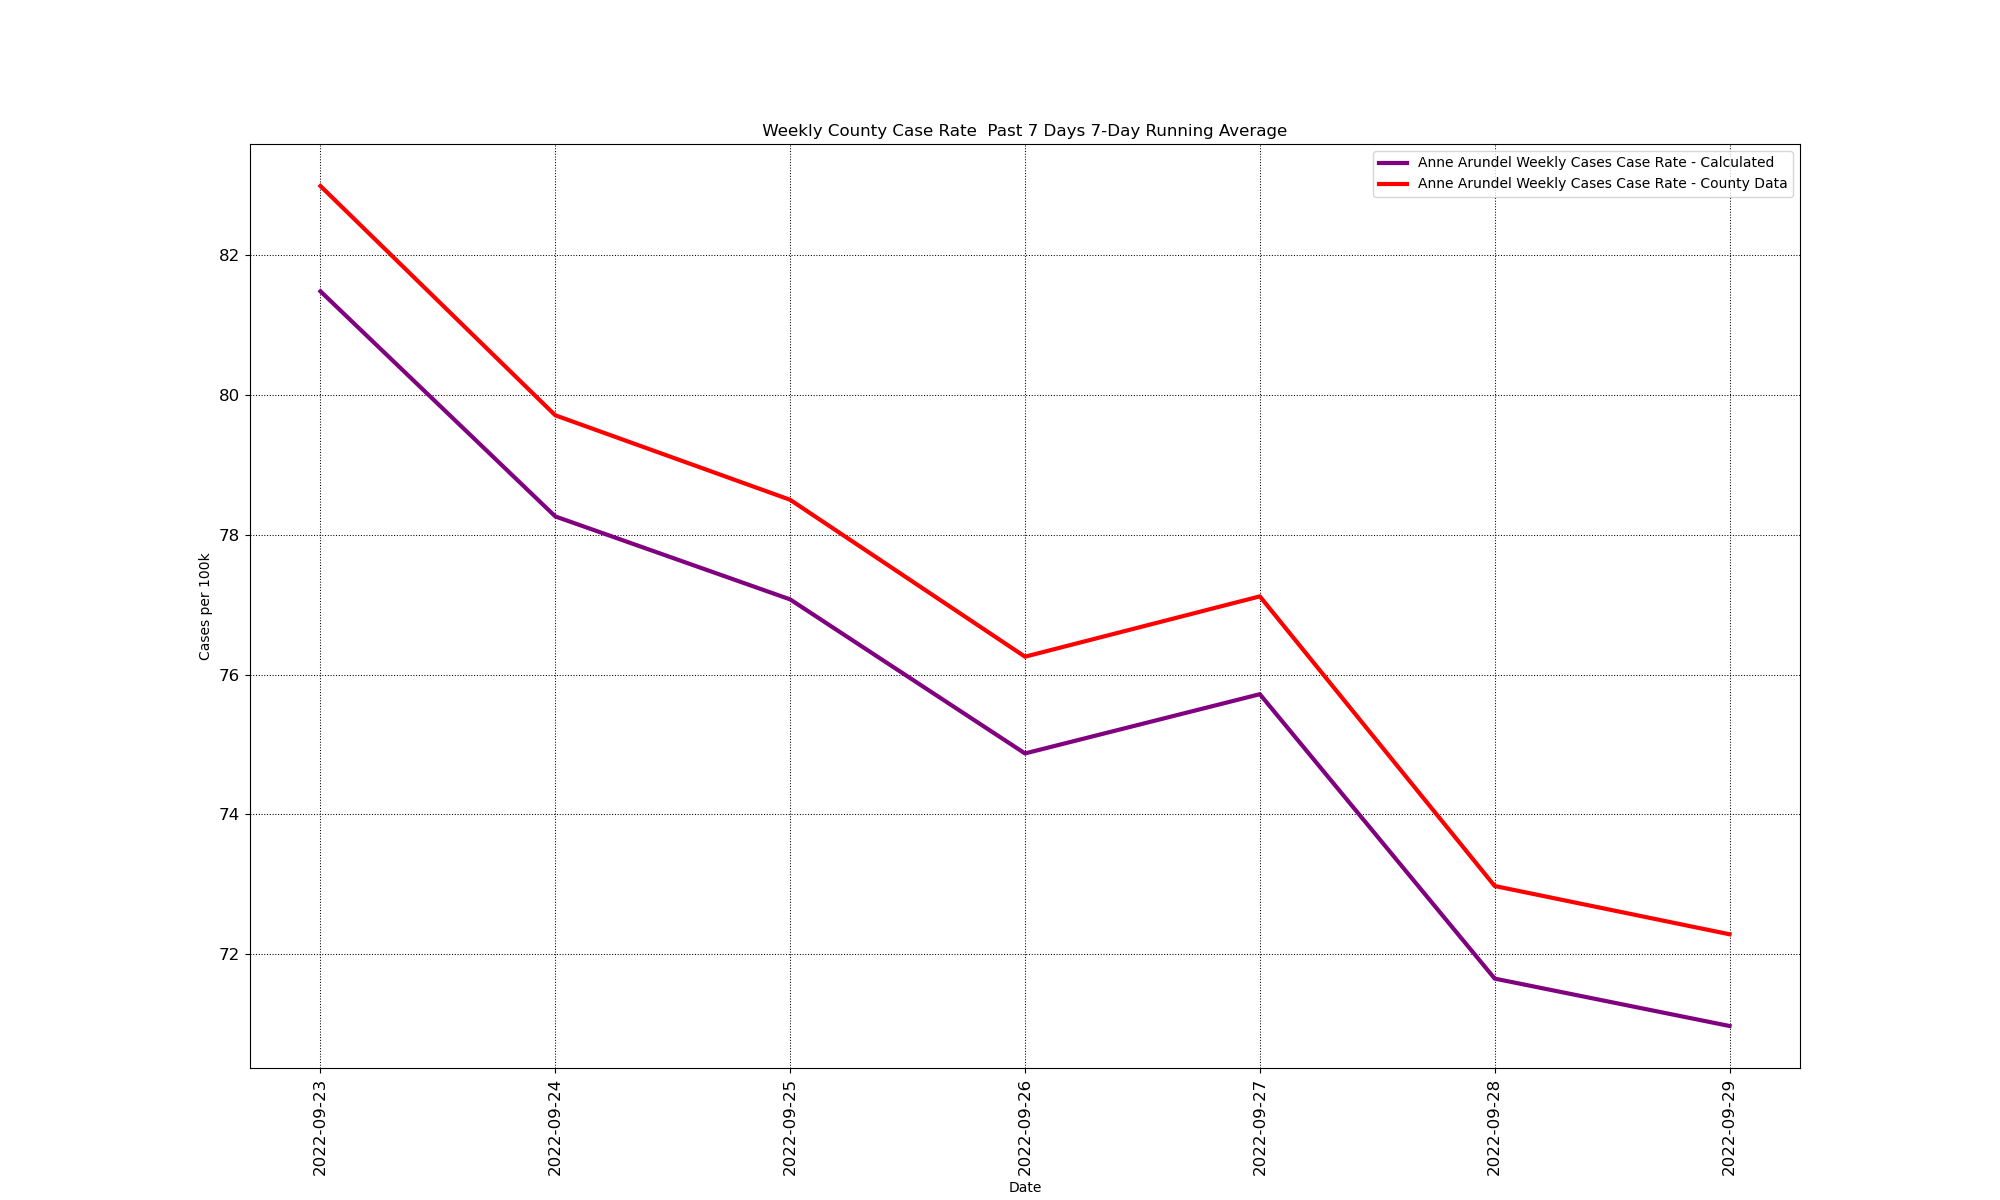 Weekly County Case Rate  Past 7 Days 7-Day Running Average
Anne Arundel Weekly Cases Case Rate - Calculated
Anne Arundel Weekly Cases Case Rate - County Data
82
80
78
76
74
72
Cases per 100k
2022-09-23
2022-09-24
2022-09-25
2022-09-26
2022-09-27
2022-09-28
2022-09-29
Date